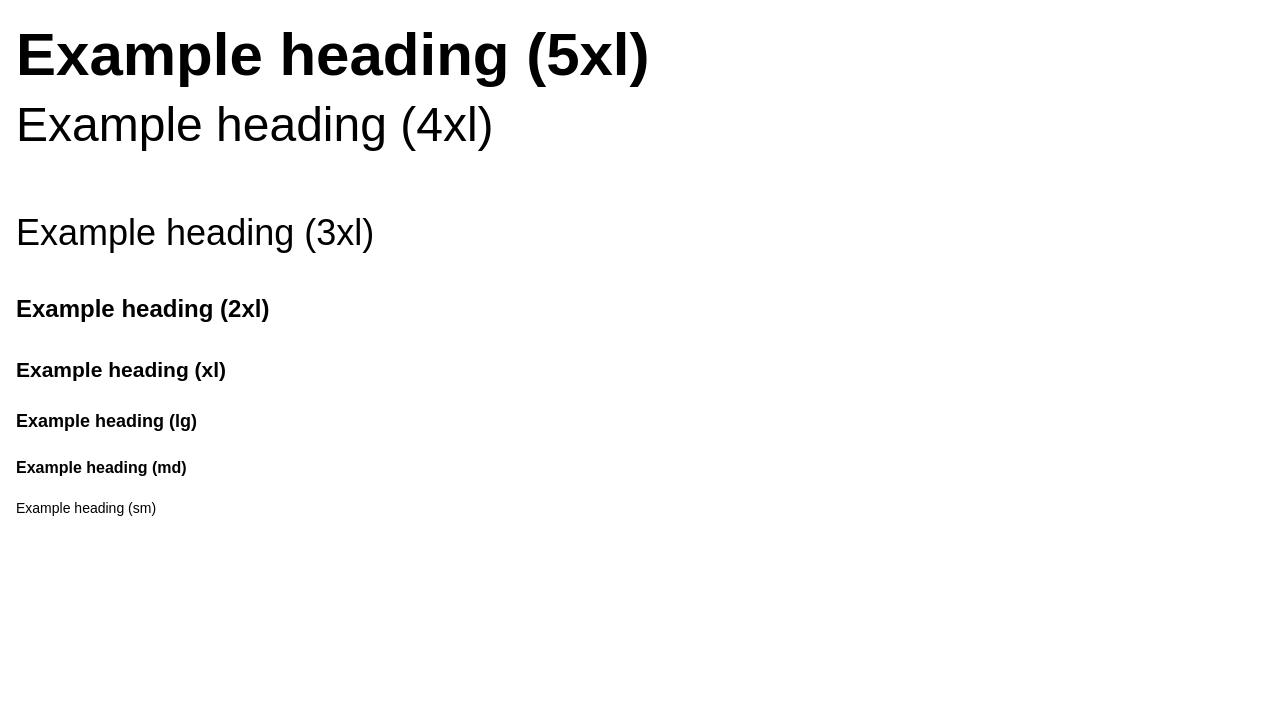 Example heading (5xl)
Example heading (4xl)
Example heading (3xl)
Example heading (2xl)
Example heading (xl)
Example heading (lg)
Example heading (md)
Example heading (sm)